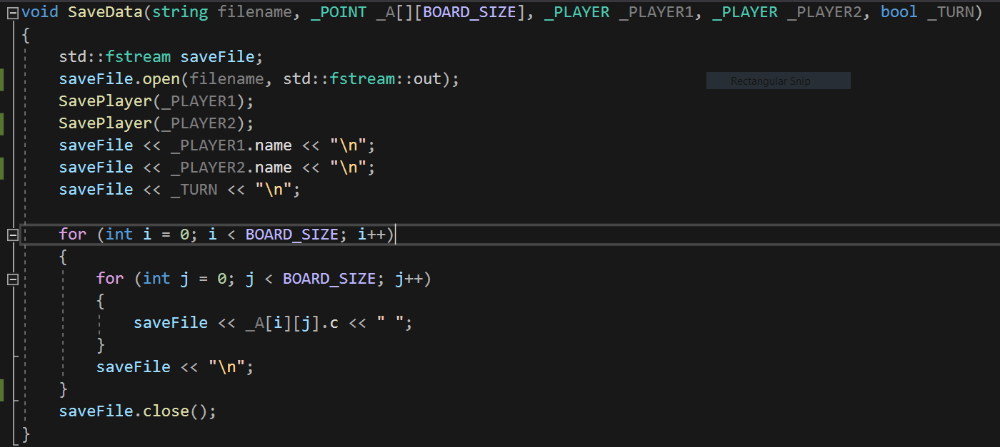 void SaveData(string filename, _POINT _A[][BOARD_SIZE], _PLAYER _PLAYER1, _PLAYER _PLAYER2, bool _TURN)
{
    std::fstream saveFile;
    saveFile.open(filename, std::fstream::out);
Rectangular Snip
    SavePlayer(_PLAYER1);
    SavePlayer(_PLAYER2);
    saveFile << _PLAYER1.name << "\n";
    saveFile << _PLAYER2.name << "\n";
    saveFile << _TURN << "\n";

    for (int i = 0; i < BOARD_SIZE; i++)
    {
        for (int j = 0; j < BOARD_SIZE; j++)
        {
            saveFile << _A[i][j].c << " ";
        }
        saveFile << "\n";
    }
    saveFile.close();
}